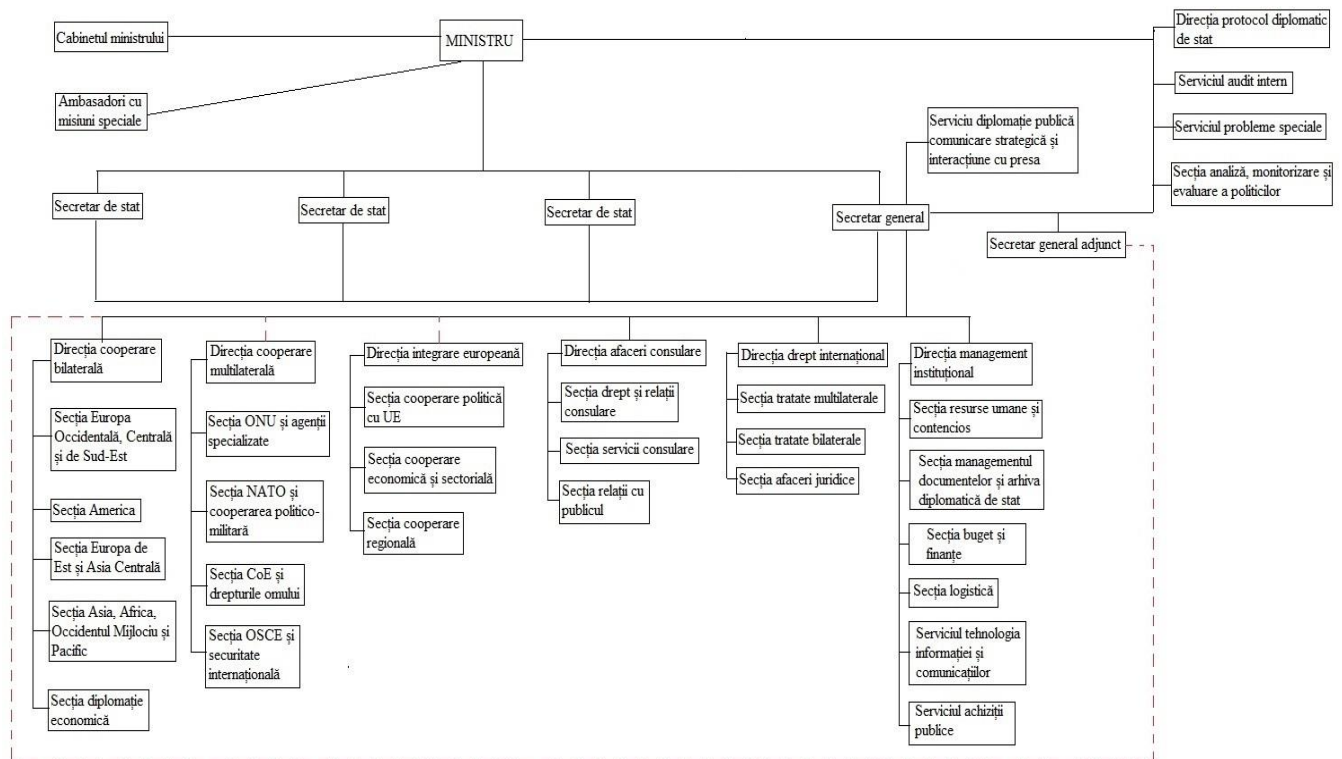 Cabinetul ministrului
MINISTRU
Direcția protocol diplomatic
de stat
Ambasadori cu
misiuni speciale
Serviciul audit intern
Serviciu diplomație publică
comunicare strategică și
interacțiune cu presa
Serviciul probleme speciale
Secția analiză, monitorizare și
evaluare a politicilor
Secretar de stat
Secretar de stat
Secretar de stat
Secretar general
Secretar general adjunct
Direcția cooperare
bilaterală
Secția Europa
Occidentală, Centrală
și de Sud-Est
Secția America
Secția Europa de
Est și Asia Centrală
Secția Asia, Africa,
Occidentul Mijlociu și
Pacific
Secția diplomație
economică
Direcția cooperare
multilaterală
Secția ONU și agenții
specializate
Secția NATO și
cooperarea politico-
militară
Secția CoE și
drepturile omului
Secția OSCE și
securitate
internațională
Direcția integrare europeană
Secția cooperare politică
cu UE
Secția cooperare
economică și sectorială
Secția cooperare
regională
Direcția afaceri consulare
Secția drept și relații
consulare
Secția servicii consulare
Secția relații cu
publicul
Direcția drept internațional
Secția tratate multilaterale
Secția tratate bilaterale
Secția afaceri juridice
Direcția management
instituțional
Secția resurse umane și
contencios
Secția managementul
documentelor și arhiva
diplomatică de stat
Secția buget și
finanțe
Secția logistică
Serviciul tehnologia
informației și
comunicațiilor
Serviciul achiziții
publice